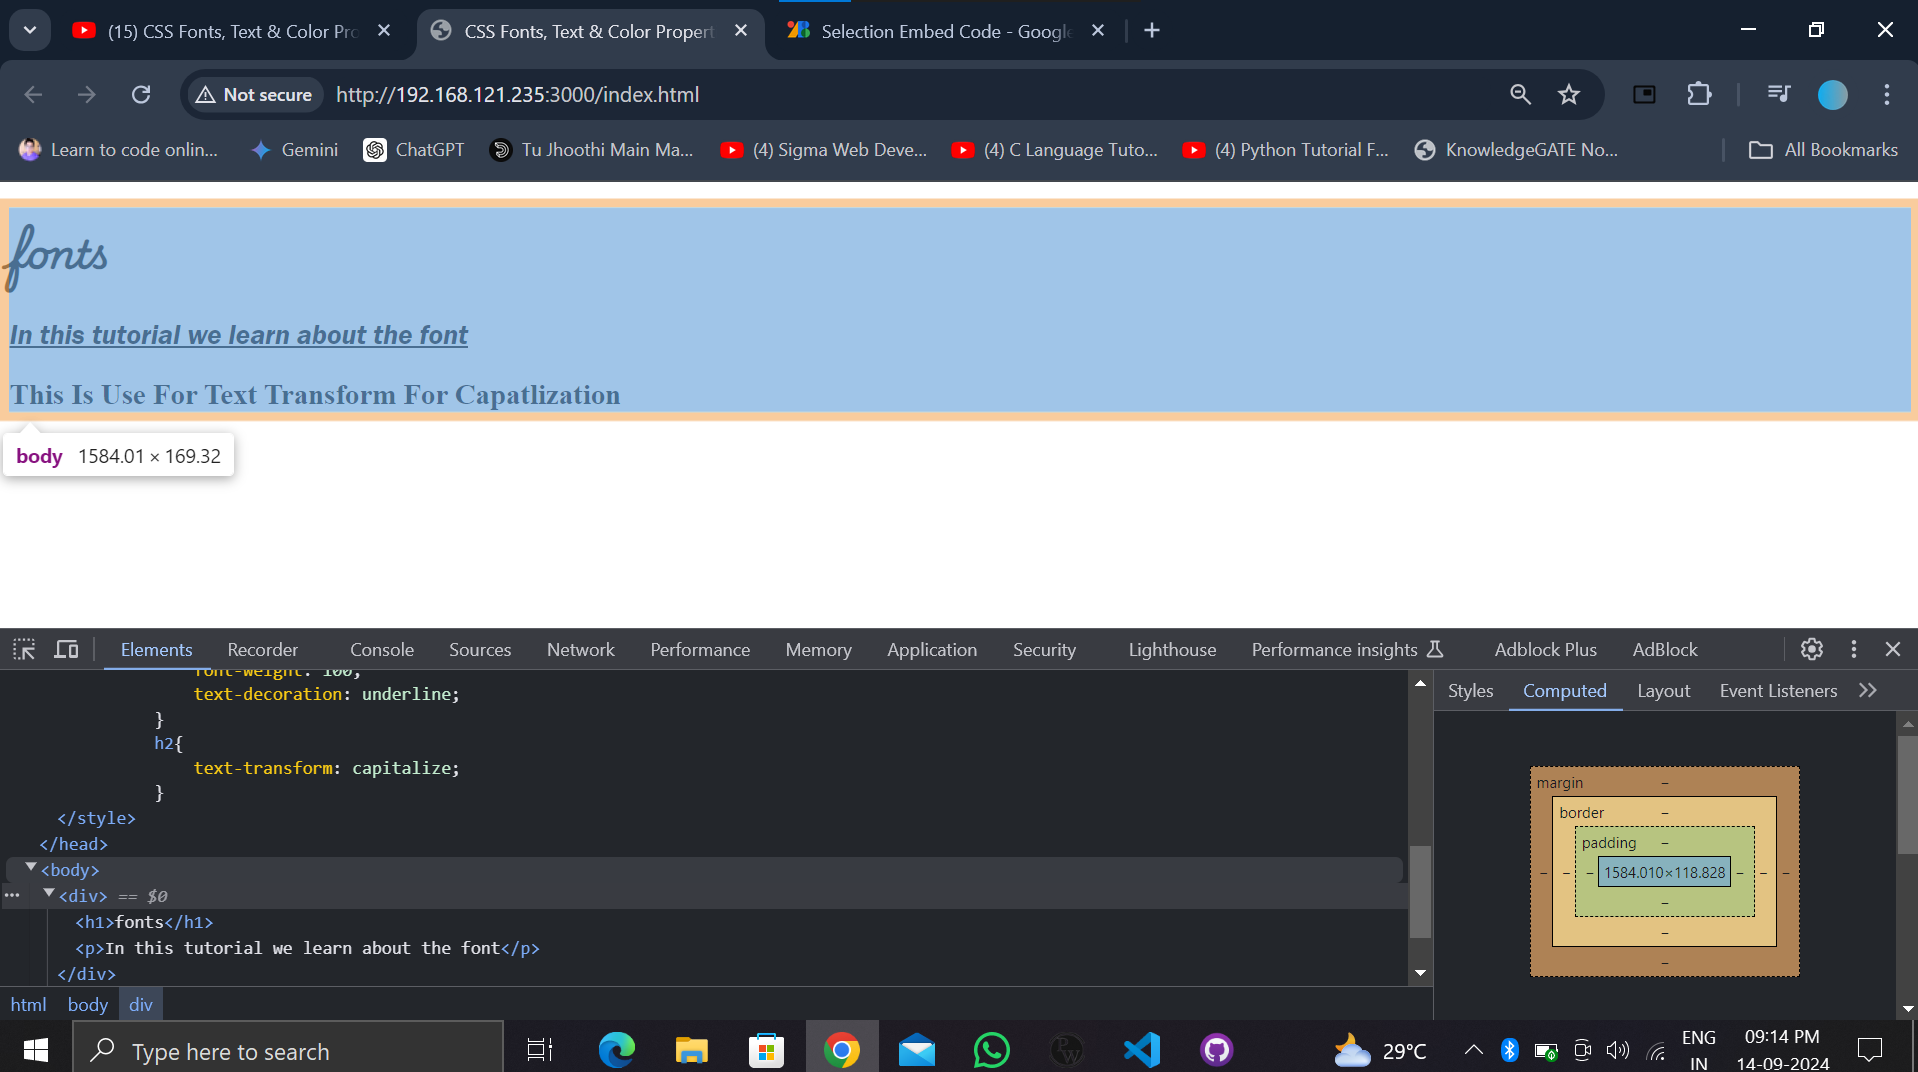 (15) CSS Fonts, Text & Color Pro
CSS Fonts, Text & Color Propert
Selection Embed Code - Google
Not secure
http://192.168.121.235:3000/index.html
Learn to code onlin...
Gemini
ChatGPT
Tu Jhoothi Main Ma...
(4) Sigma Web Deve...
(4) C Language Tuto...
(4) Python Tutorial F...
KnowledgeGATE No...
All Bookmarks
fonts
In this tutorial we learn about the font
This Is Use For Text Transform For Capatlization
body 1584.01 × 169.32
Elements Recorder Console Sources Network Performance Memory Application Security Lighthouse Performance insights Adblock Plus AdBlock
font-weight: 100;
text-decoration: underline;
}
h2{
text-transform: capitalize;
}
</style>
</head>
<body>
<div> == $0
<h1>fonts</h1>
<p>In this tutorial we learn about the font</p>
</div>
html body div
Styles Computed Layout Event Listeners
margin –
border –
padding –
– – – 1584.010×118.828 – – –
–
–
–
Type here to search
29°C
ENG
IN
09:14 PM
14-09-2024